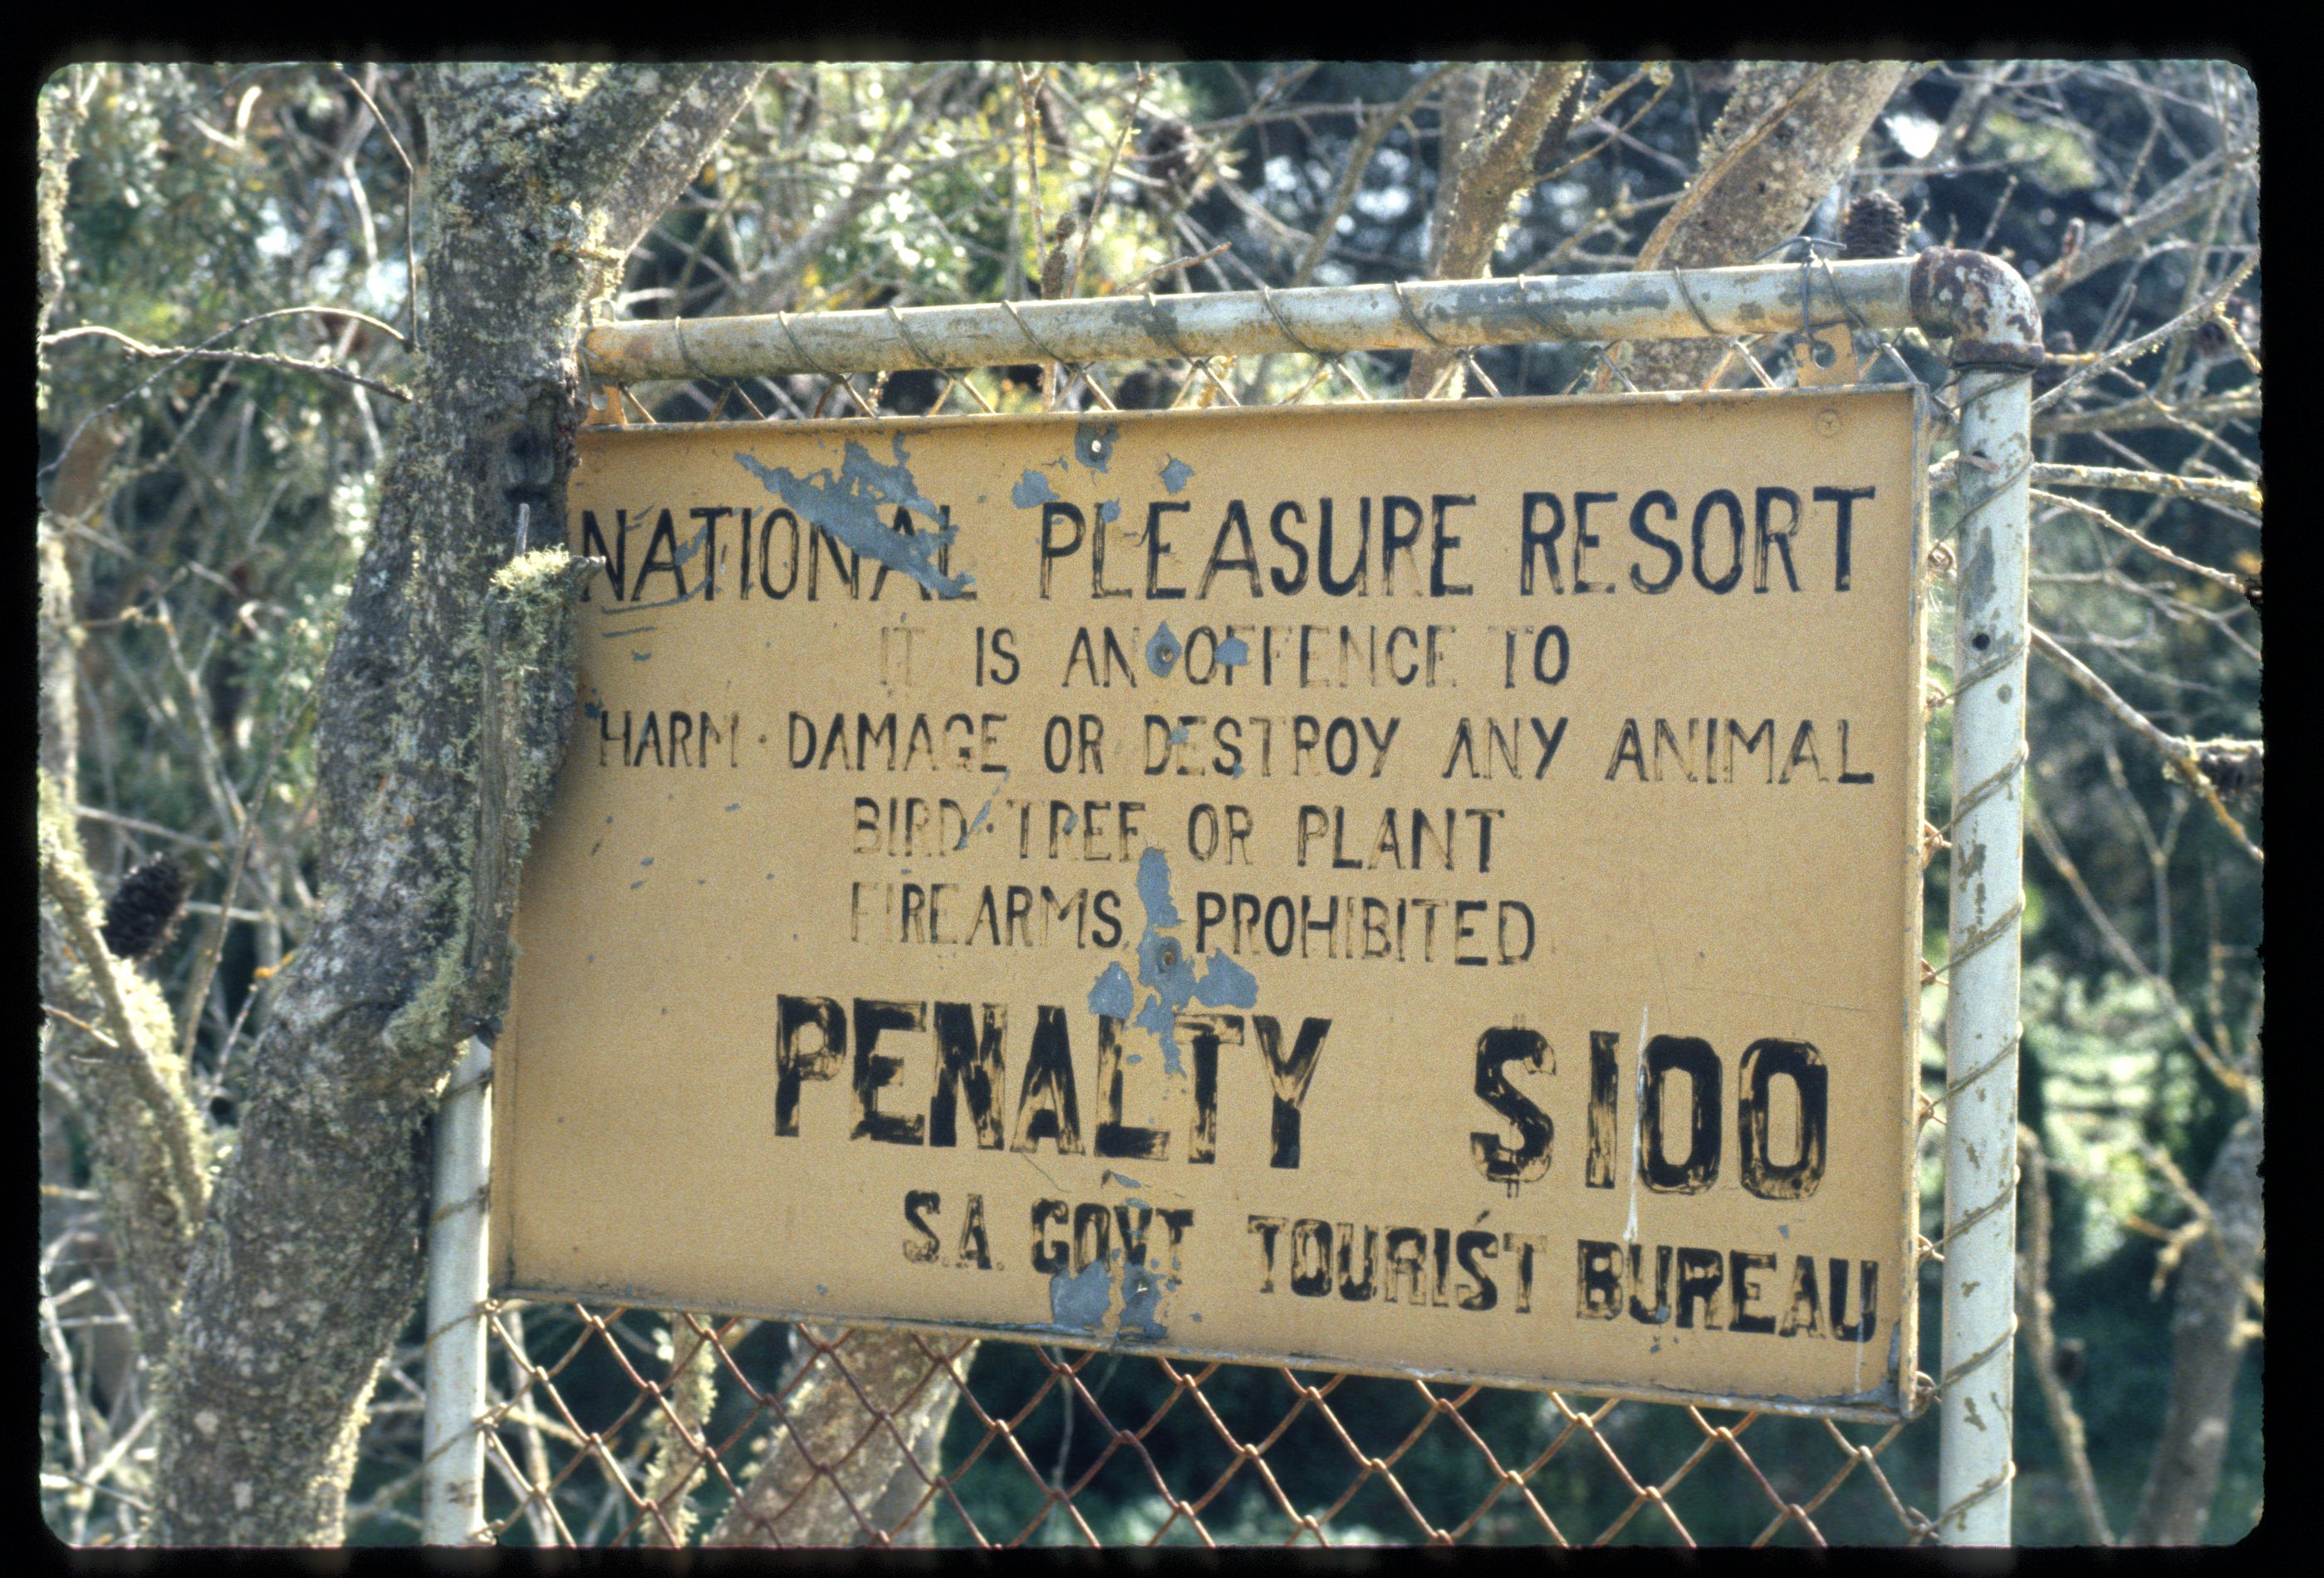 NATIONAL PLEASURE RESORT
IT IS AN OFFENCE TO
HARM · DAMAGE OR DESTROY ANY ANIMAL
BIRD · TREE OR PLANT
FIREARMS PROHIBITED
PENALTY $100
S.A. GOVT TOURIST BUREAU